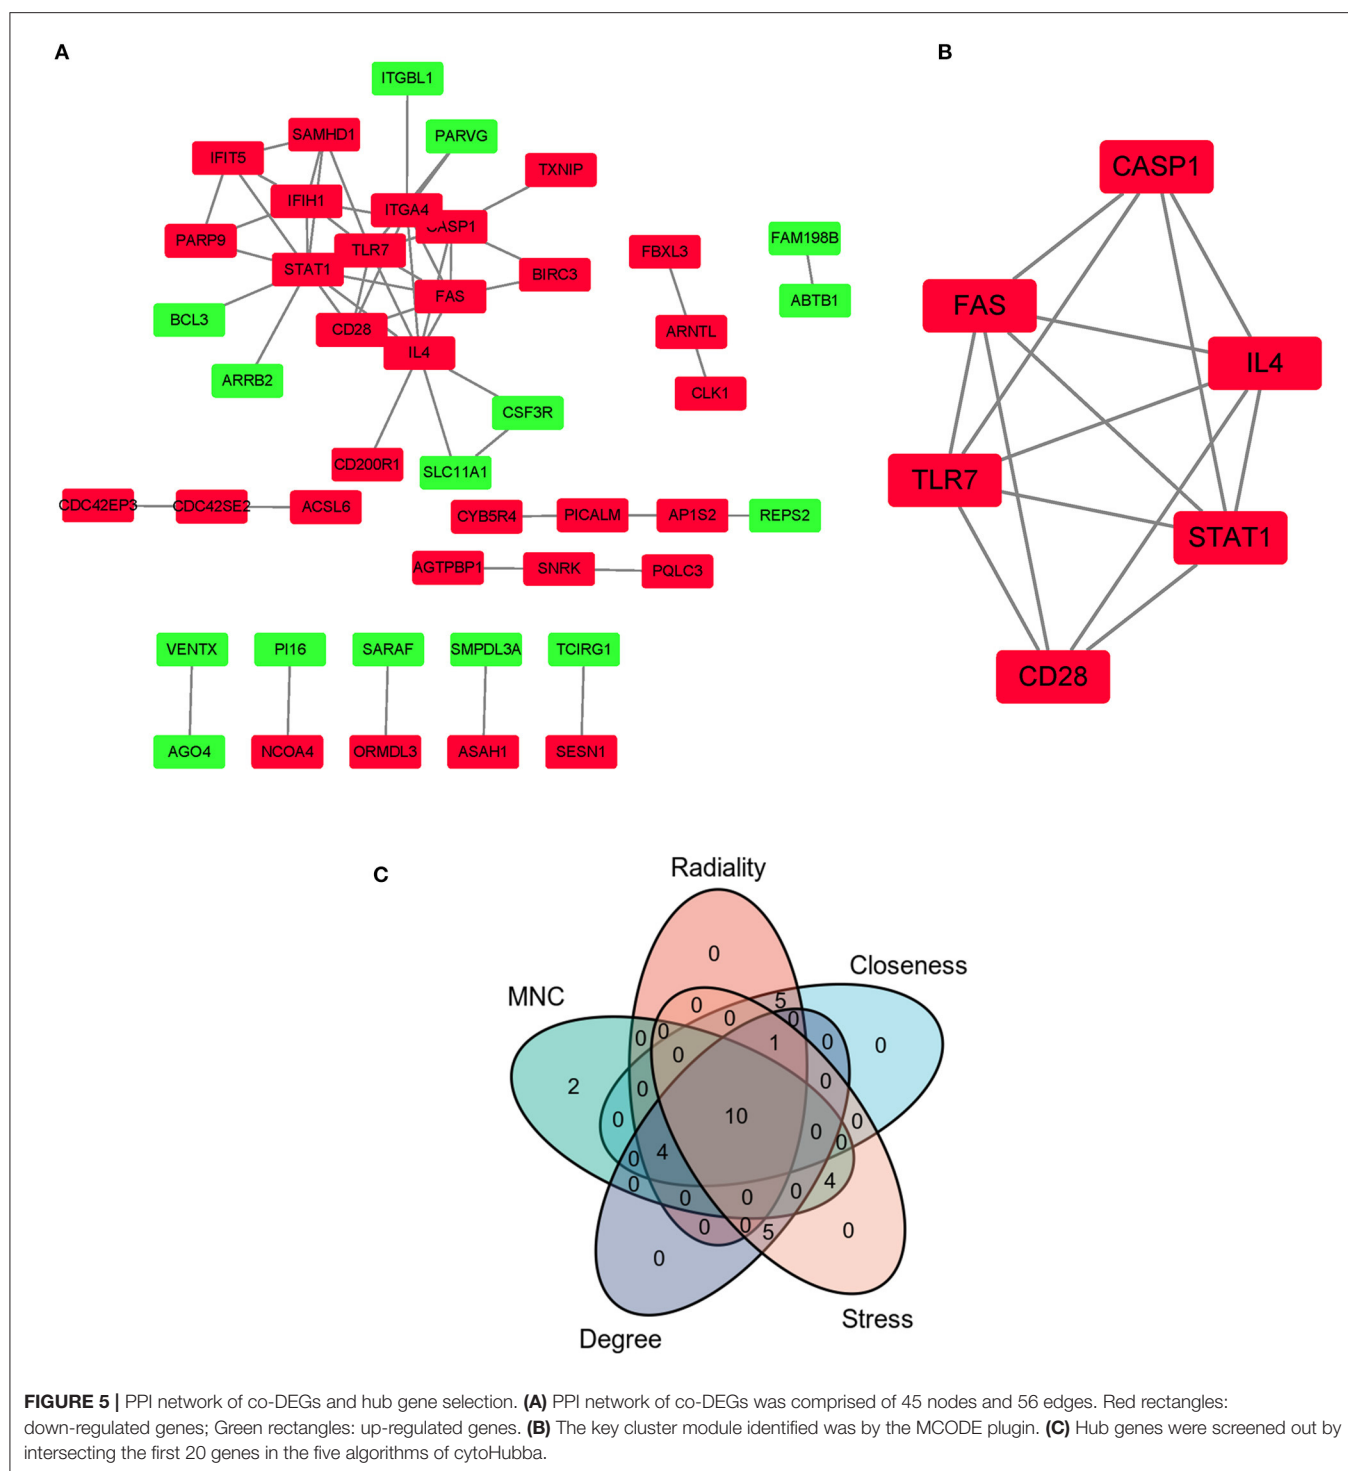 A
B
ITGBL1
PARVG
SAMHD1
IFIT5
TXNIP
IFIH1
ITGA4
CASP1
PARP9
TLR7
STAT1
BIRC3
FAS
BCL3
CD28
IL4
ARRB2
CSF3R
CD200R1
SLC11A1
FBXL3
ARNTL
CLK1
FAM198B
ABTB1
CDC42EP3
CDC42SE2
ACSL6
CYB5R4
PICALM
AP1S2
REPS2
AGTPBP1
SNRK
PQLC3
VENTX
PI16
SARAF
SMPDL3A
TCIRG1
AGO4
NCOA4
ORMDL3
ASAH1
SESN1
CASP1
FAS
IL4
TLR7
STAT1
CD28
C
Radiality
Closeness
MNC
Degree
Stress
0
5
0
0
0
1
0
0
0
0
0
0
2
0
0
10
0
0
0
0
4
0
0
0
0
0
0
4
0
0
5
0
0
FIGURE 5 | PPI network of co-DEGs and hub gene selection. (A) PPI network of co-DEGs was comprised of 45 nodes and 56 edges. Red rectangles:
down-regulated genes; Green rectangles: up-regulated genes. (B) The key cluster module identified was by the MCODE plugin. (C) Hub genes were screened out by
intersecting the first 20 genes in the five algorithms of cytoHubba.